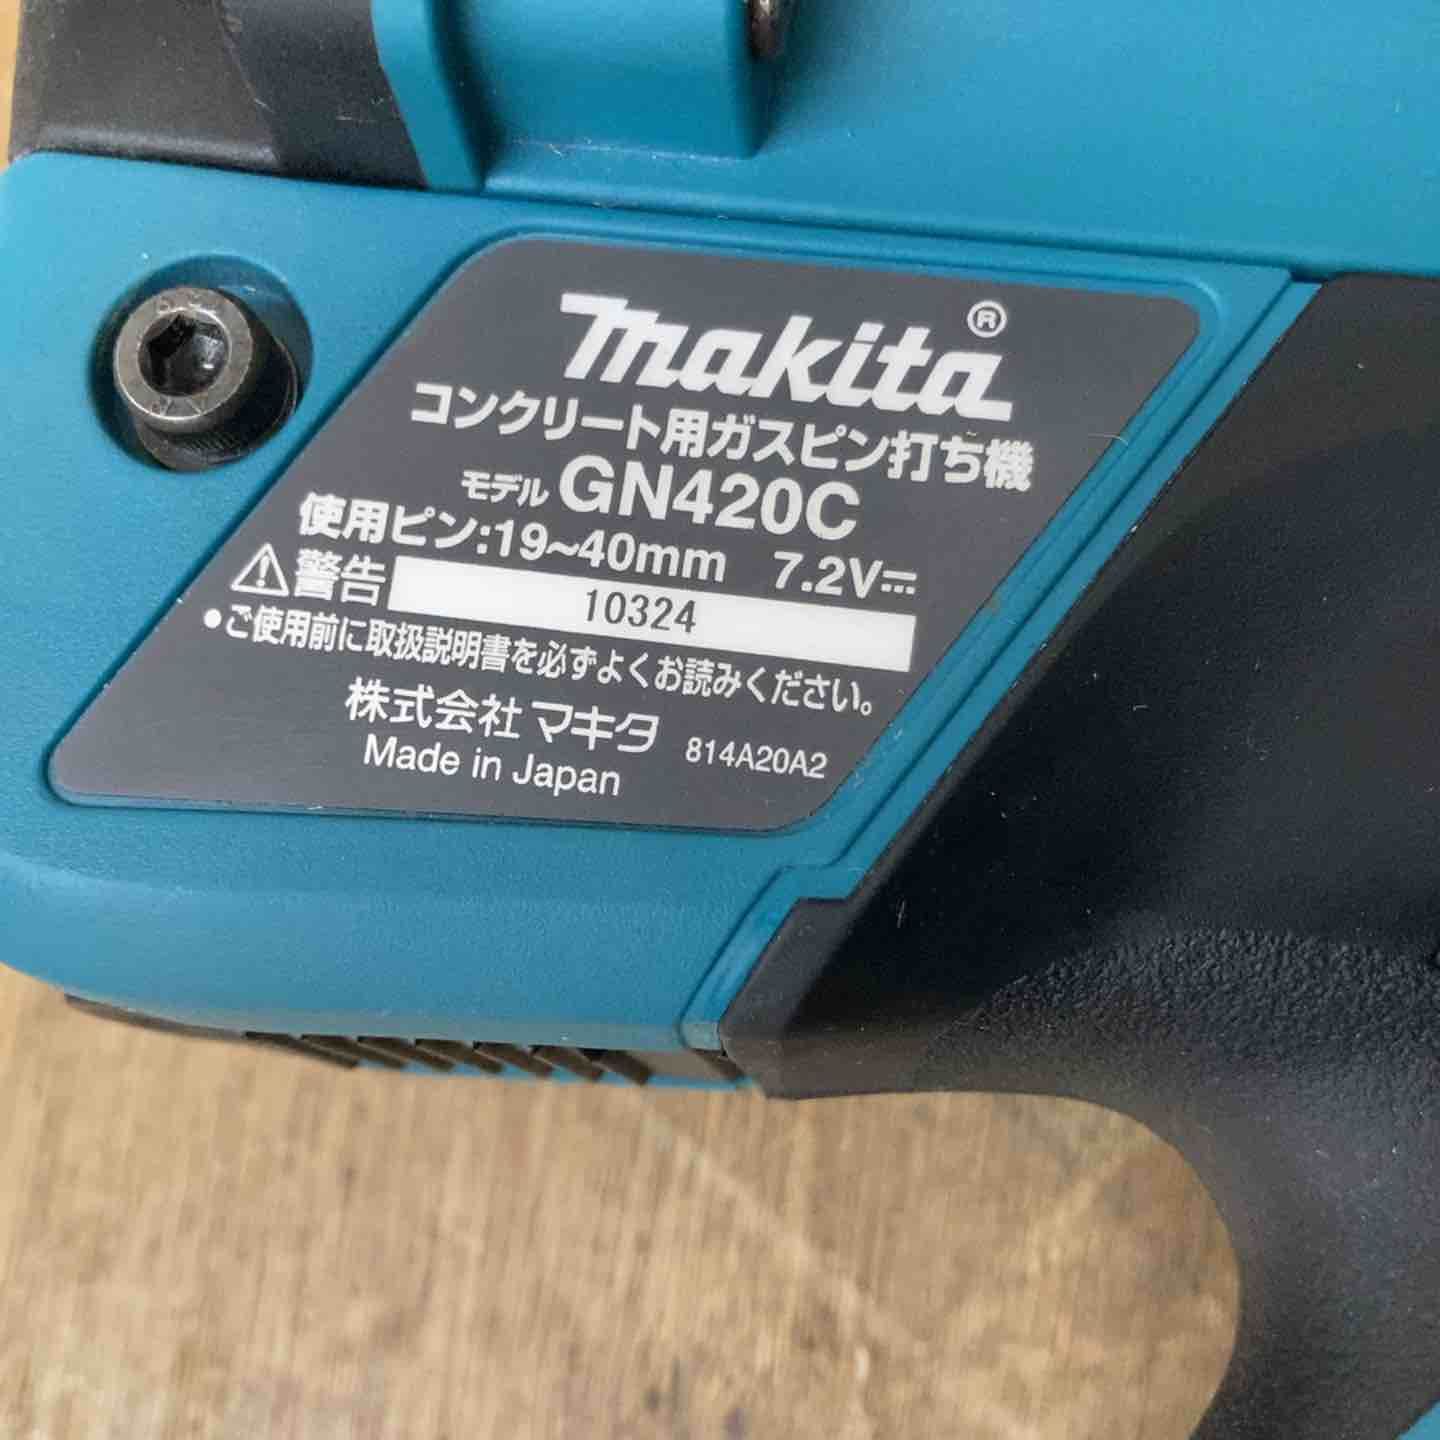 makita®
コンクリート用ガスピン打ち機
モデル GN420C
使用ピン:19~40mm 7.2V⎓
⚠警告 10324
●ご使用前に取扱説明書を必ずよくお読みください。
株式会社マキタ 814A20A2
Made in Japan